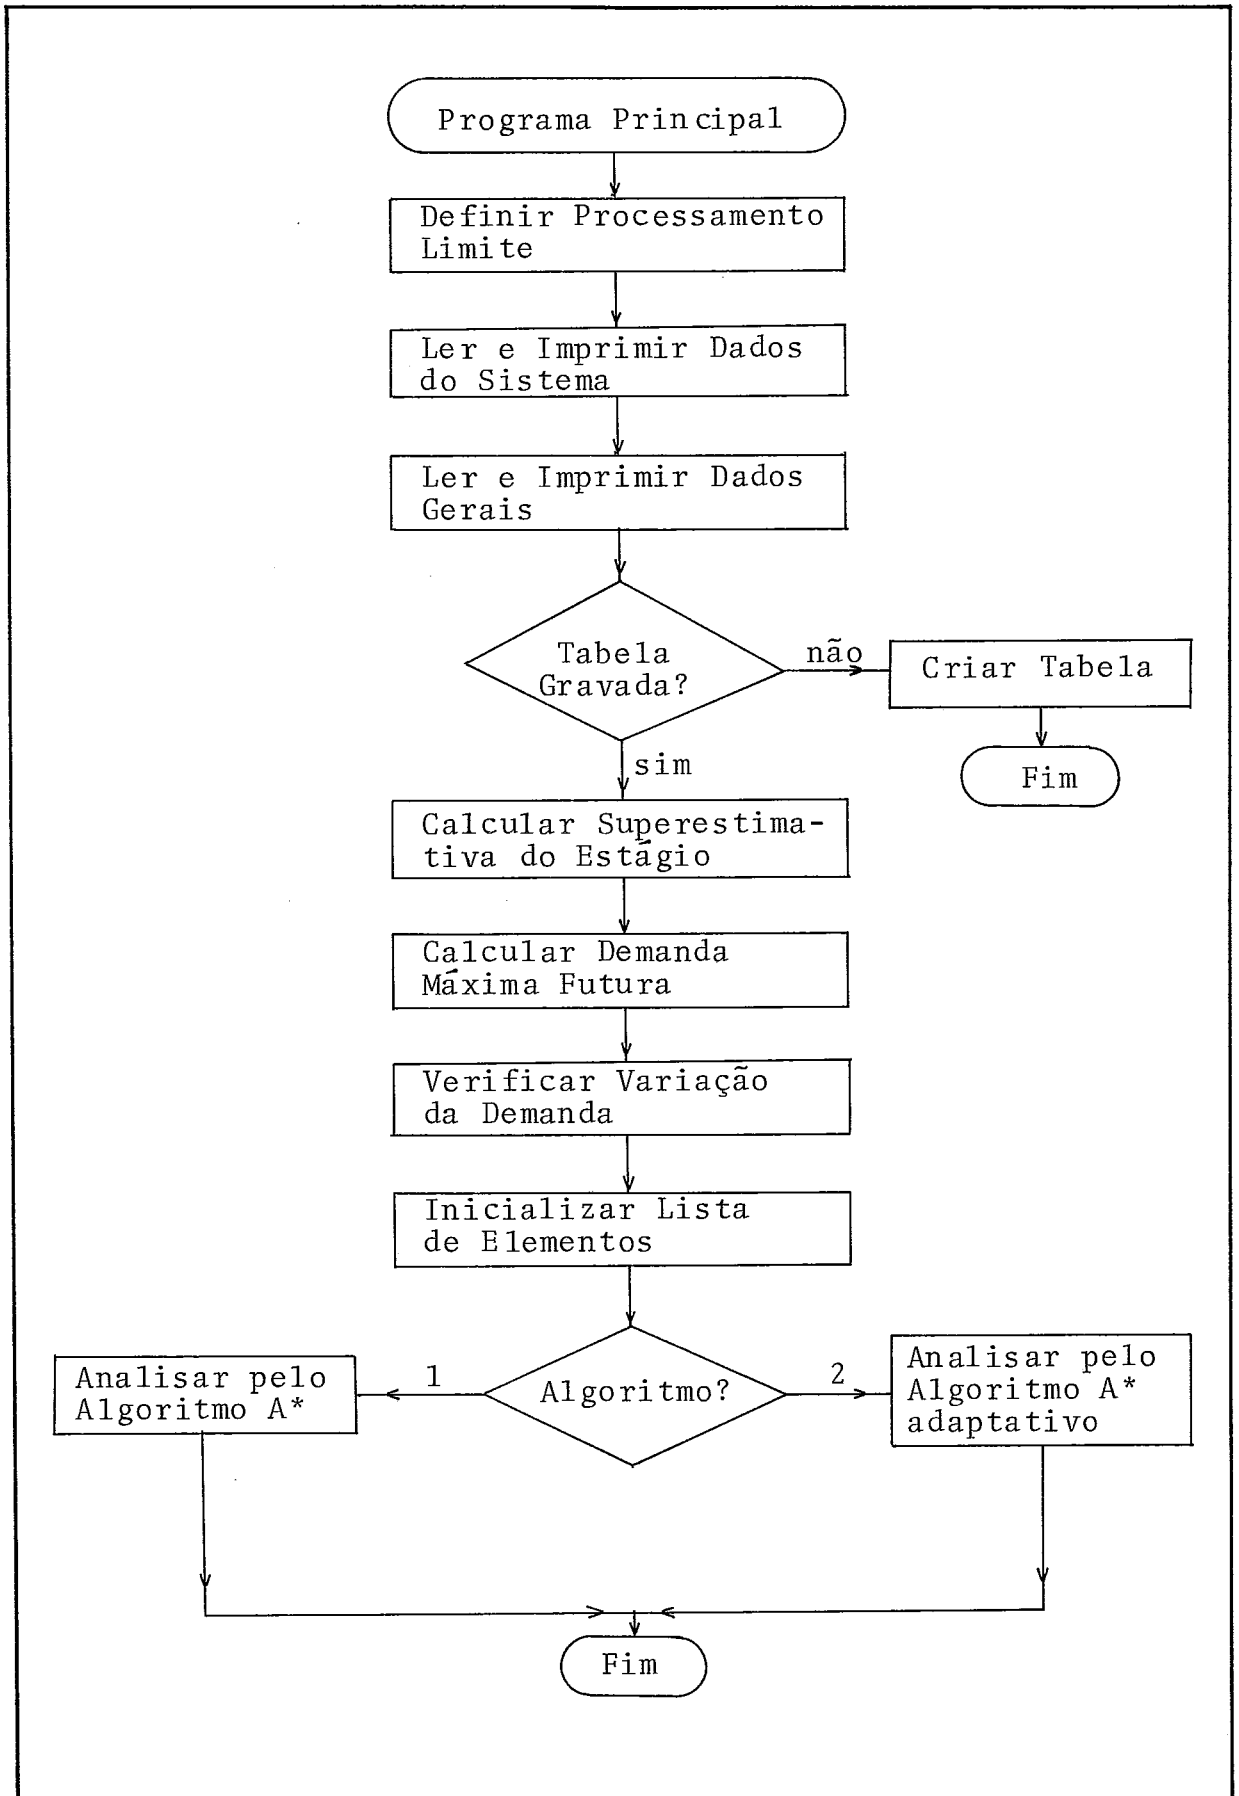 Programa Principal
Definir Processamento
Limite
Ler e Imprimir Dados
do Sistema
Ler e Imprimir Dados
Gerais
Tabela
Gravada?
não
Criar Tabela
Fim
sim
Calcular Superestima-
tiva do Estágio
Calcular Demanda
Máxima Futura
Verificar Variação
da Demanda
Inicializar Lista
de Elementos
Analisar pelo
Algoritmo A*
1
Algoritmo?
2
Analisar pelo
Algoritmo A*
adaptativo
Fim